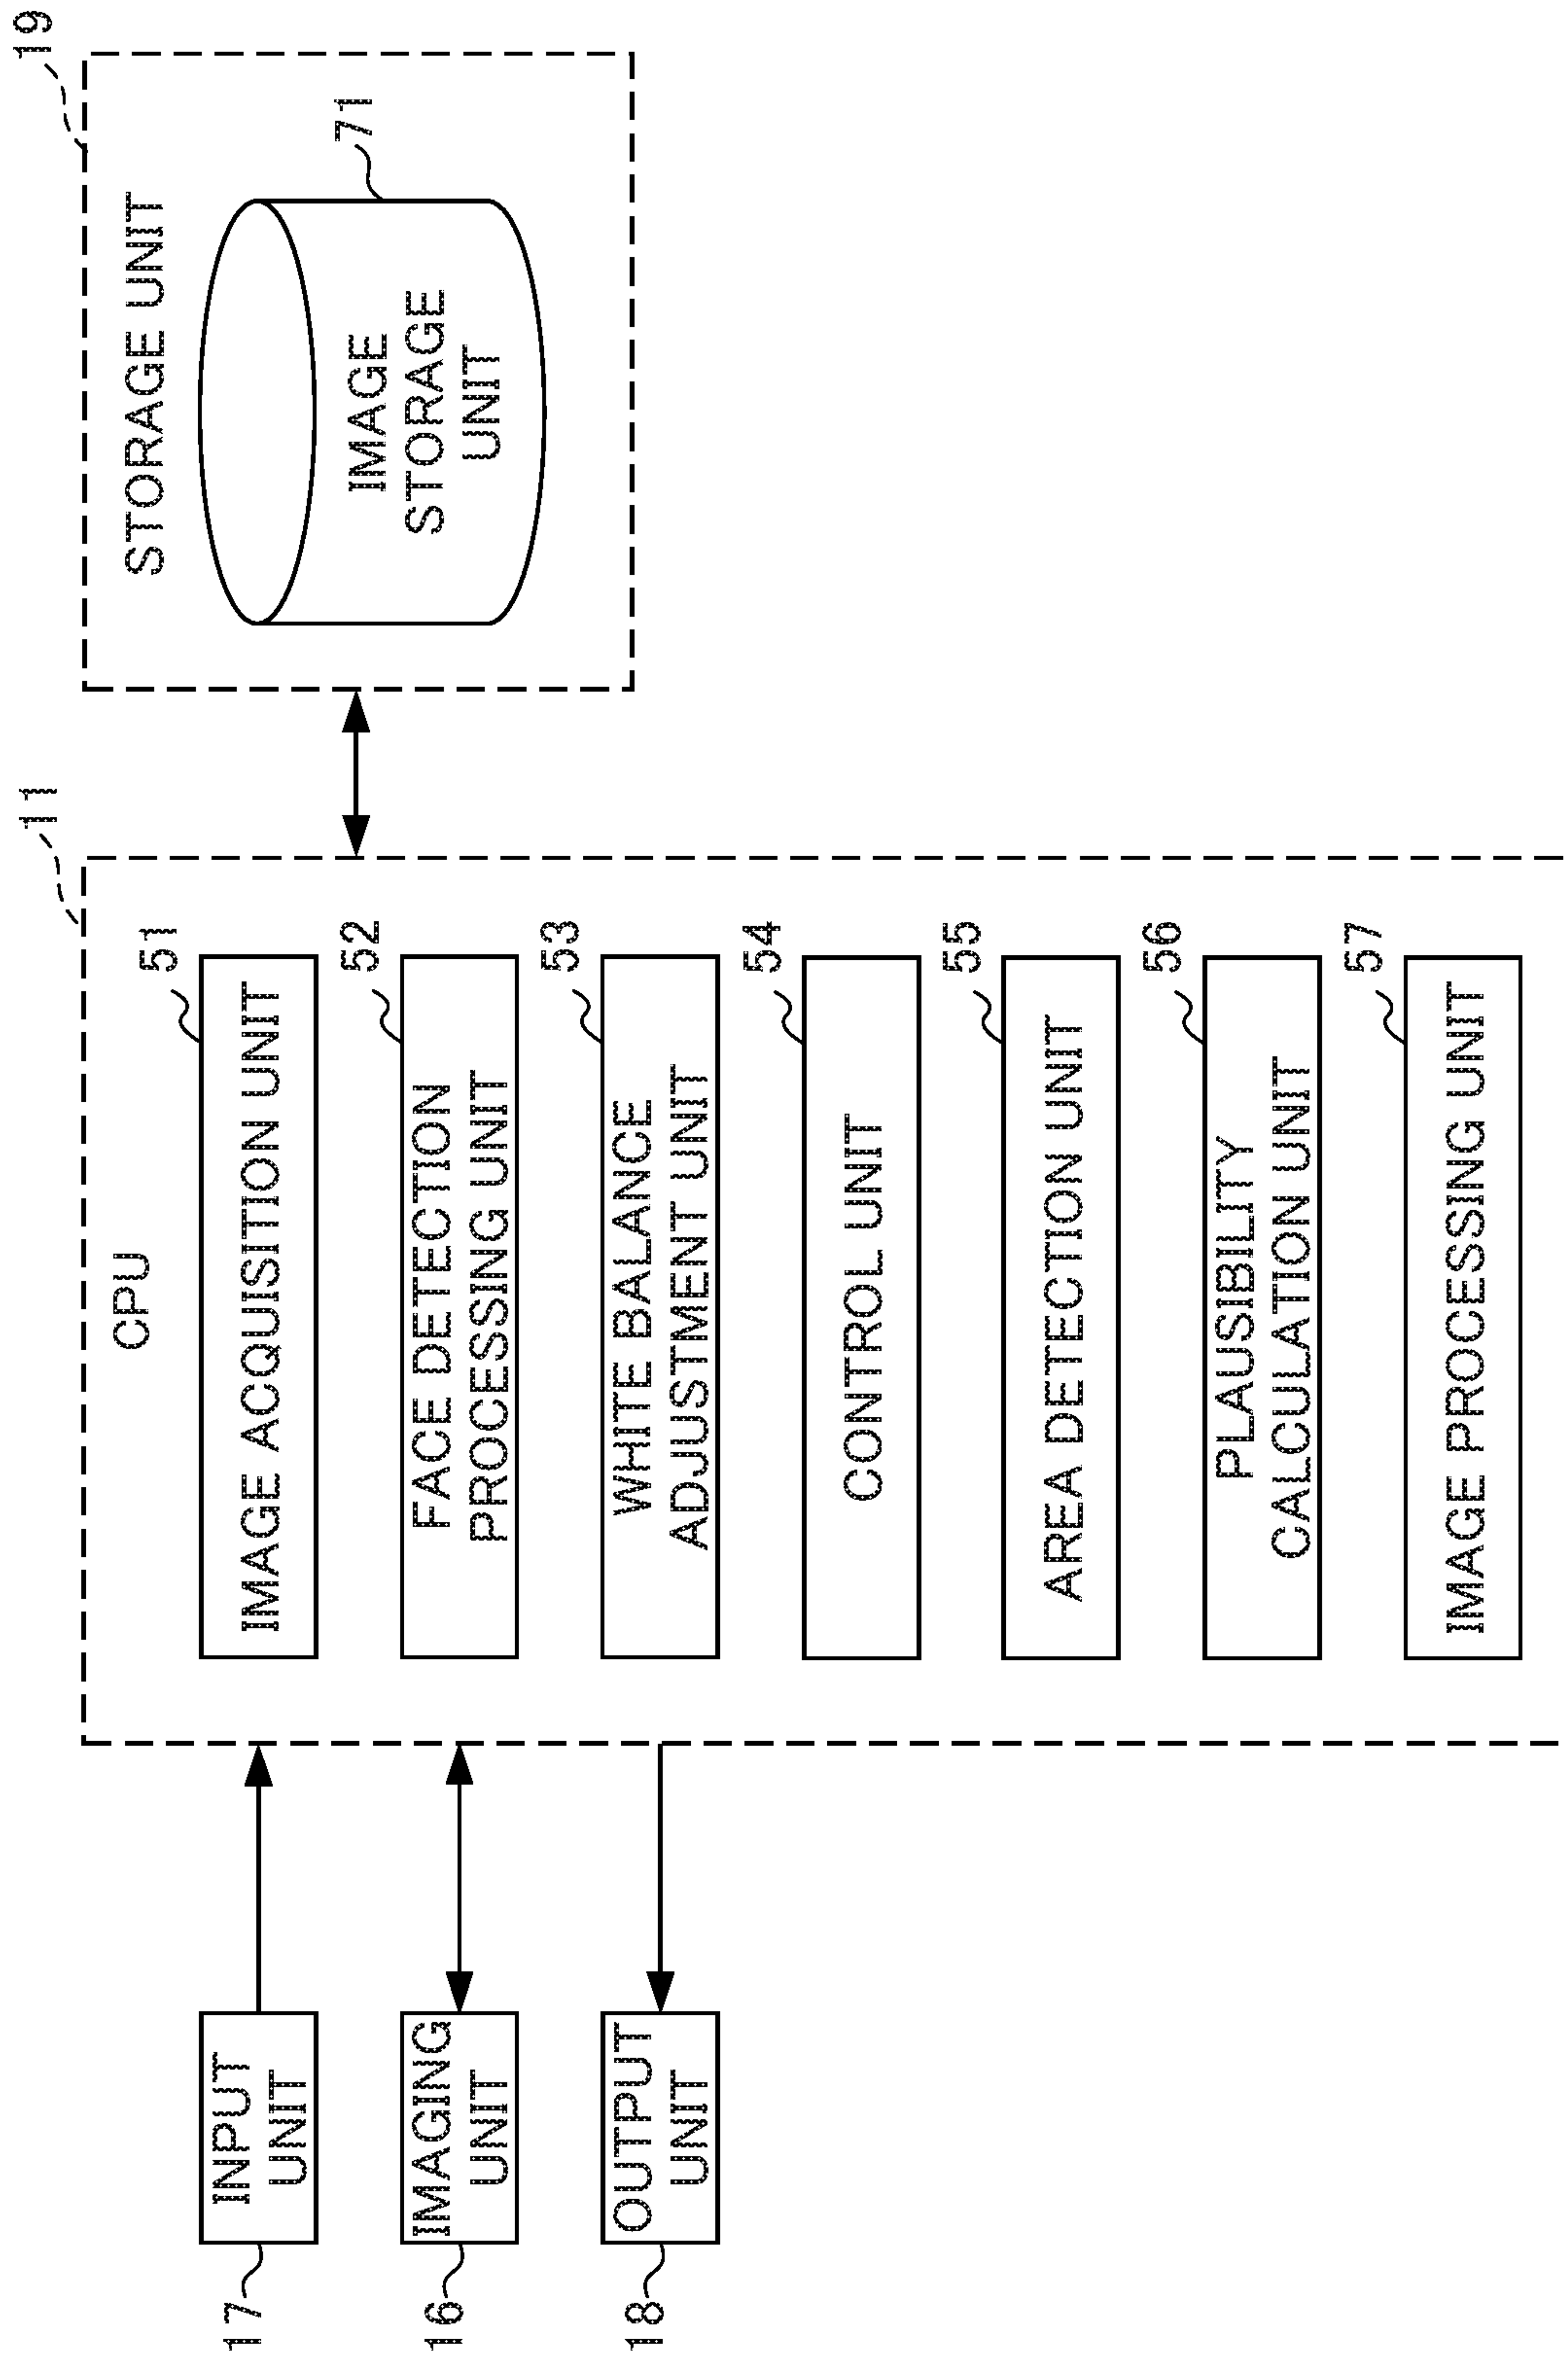 17
INPUT
UNIT
16
IMAGING
UNIT
18
OUTPUT
UNIT
11
CPU
51
IMAGE ACQUISITION UNIT
52
FACE DETECTION
PROCESSING UNIT
53
WHITE BALANCE
ADJUSTMENT UNIT
54
CONTROL UNIT
55
AREA DETECTION UNIT
56
PLAUSIBILITY
CALCULATION UNIT
57
IMAGE PROCESSING UNIT
19
STORAGE UNIT
71
IMAGE
STORAGE
UNIT